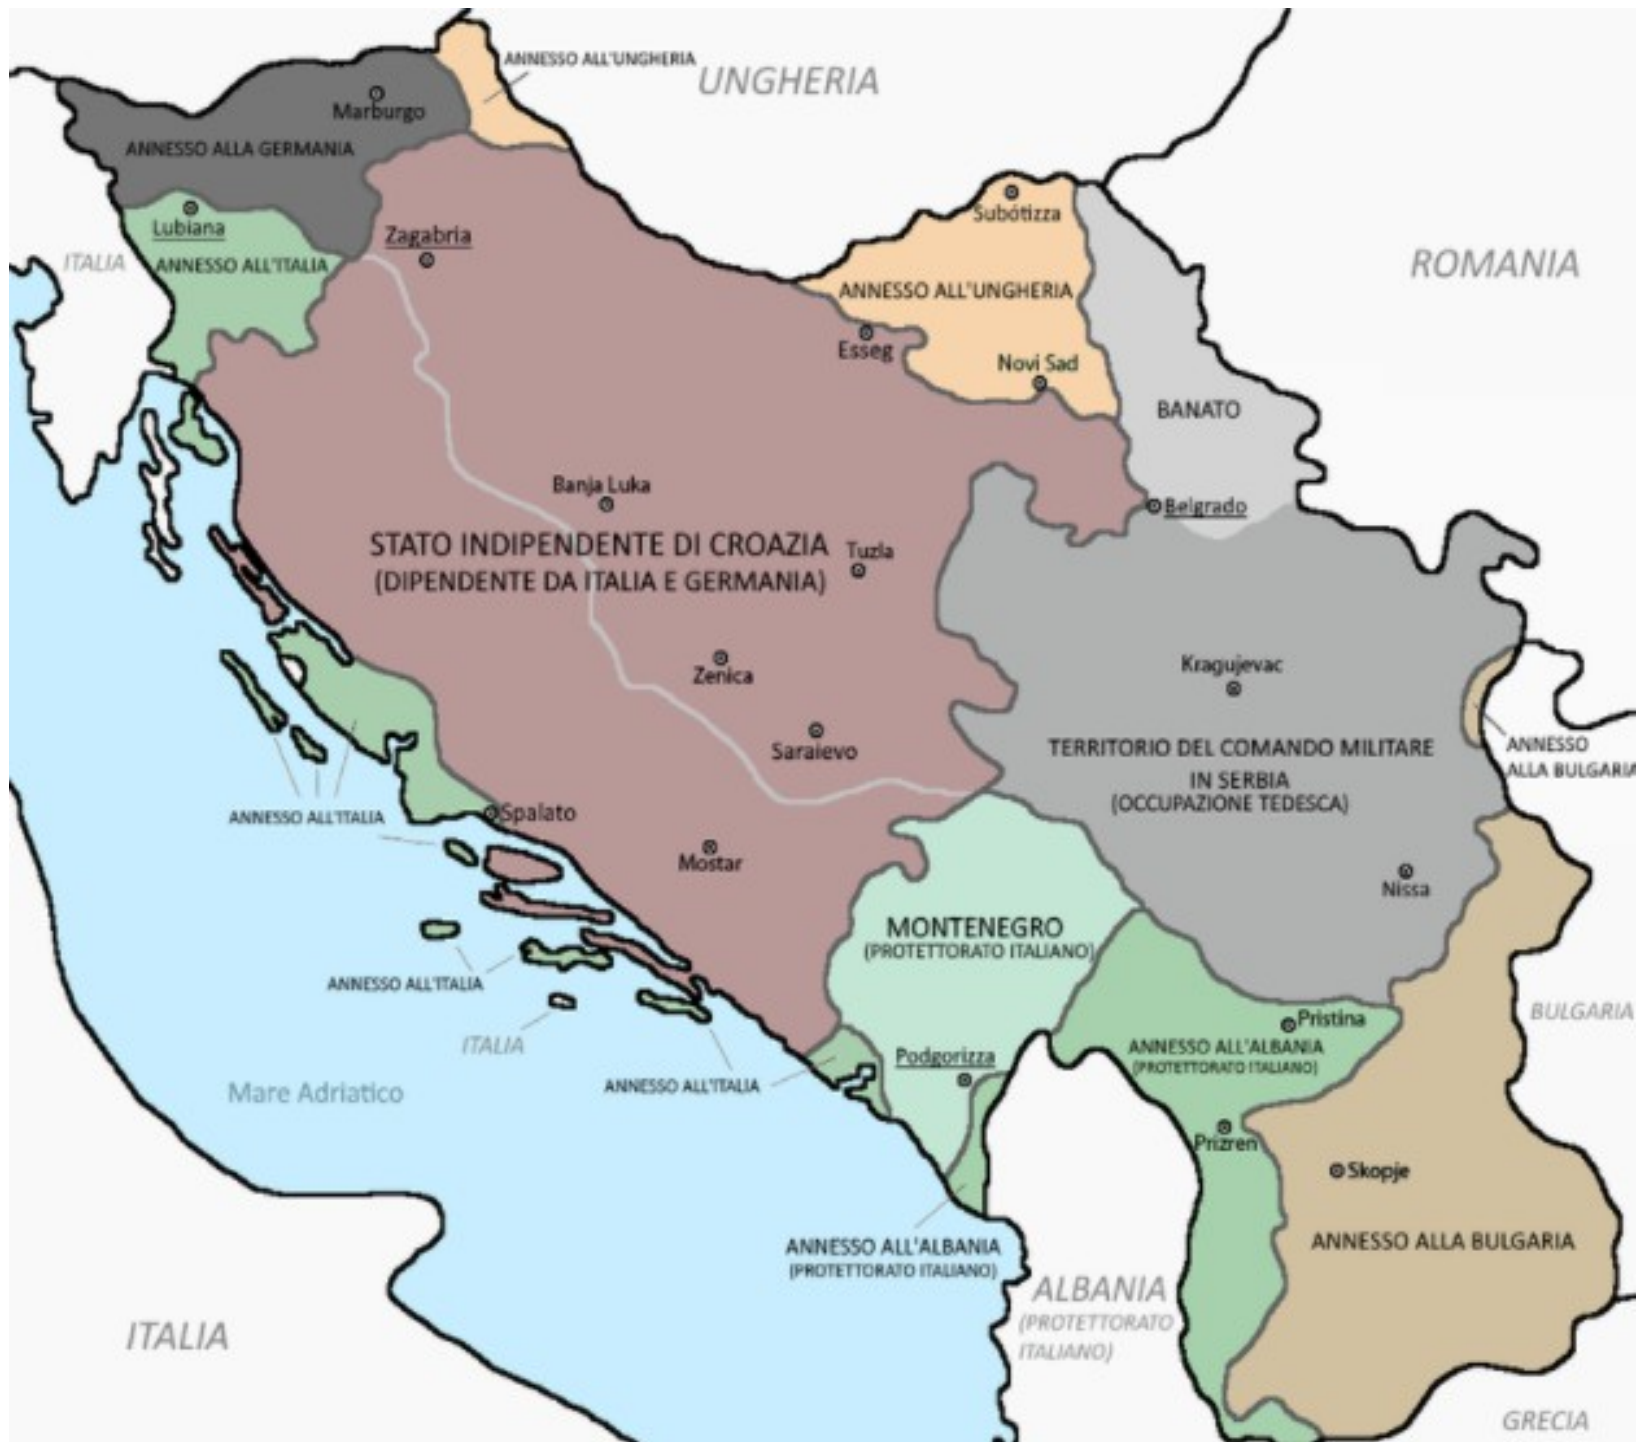 ANNESSO ALL'UNGHERIA
UNGHERIA
Marburgo
ANNESSO ALLA GERMANIA
Subótizza
Lubiana
Zagabria
ITALIA
ANNESSO ALL'ITALIA
ROMANIA
ANNESSO ALL'UNGHERIA
Esseg
Novi Sad
BANATO
Banja Luka
Belgrado
STATO INDIPENDENTE DI CROAZIA
(DIPENDENTE DA ITALIA E GERMANIA)
Tuzla
Zenica
Kragujevac
Saraievo
TERRITORIO DEL COMANDO MILITARE
IN SERBIA
(OCCUPAZIONE TEDESCA)
ANNESSO
ALLA BULGARIA
ANNESSO ALL'ITALIA
Spalato
Mostar
Nissa
MONTENEGRO
(PROTETTORATO ITALIANO)
ANNESSO ALL'ITALIA
ITALIA
BULGARIA
Pristina
ANNESSO ALL'ALBANIA
(PROTETTORATO ITALIANO)
Podgorizza
ANNESSO ALL'ITALIA
Mare Adriatico
Prizren
Skopje
ANNESSO ALL'ALBANIA
(PROTETTORATO ITALIANO)
ANNESSO ALLA BULGARIA
ALBANIA
(PROTETTORATO
ITALIANO)
ITALIA
GRECIA